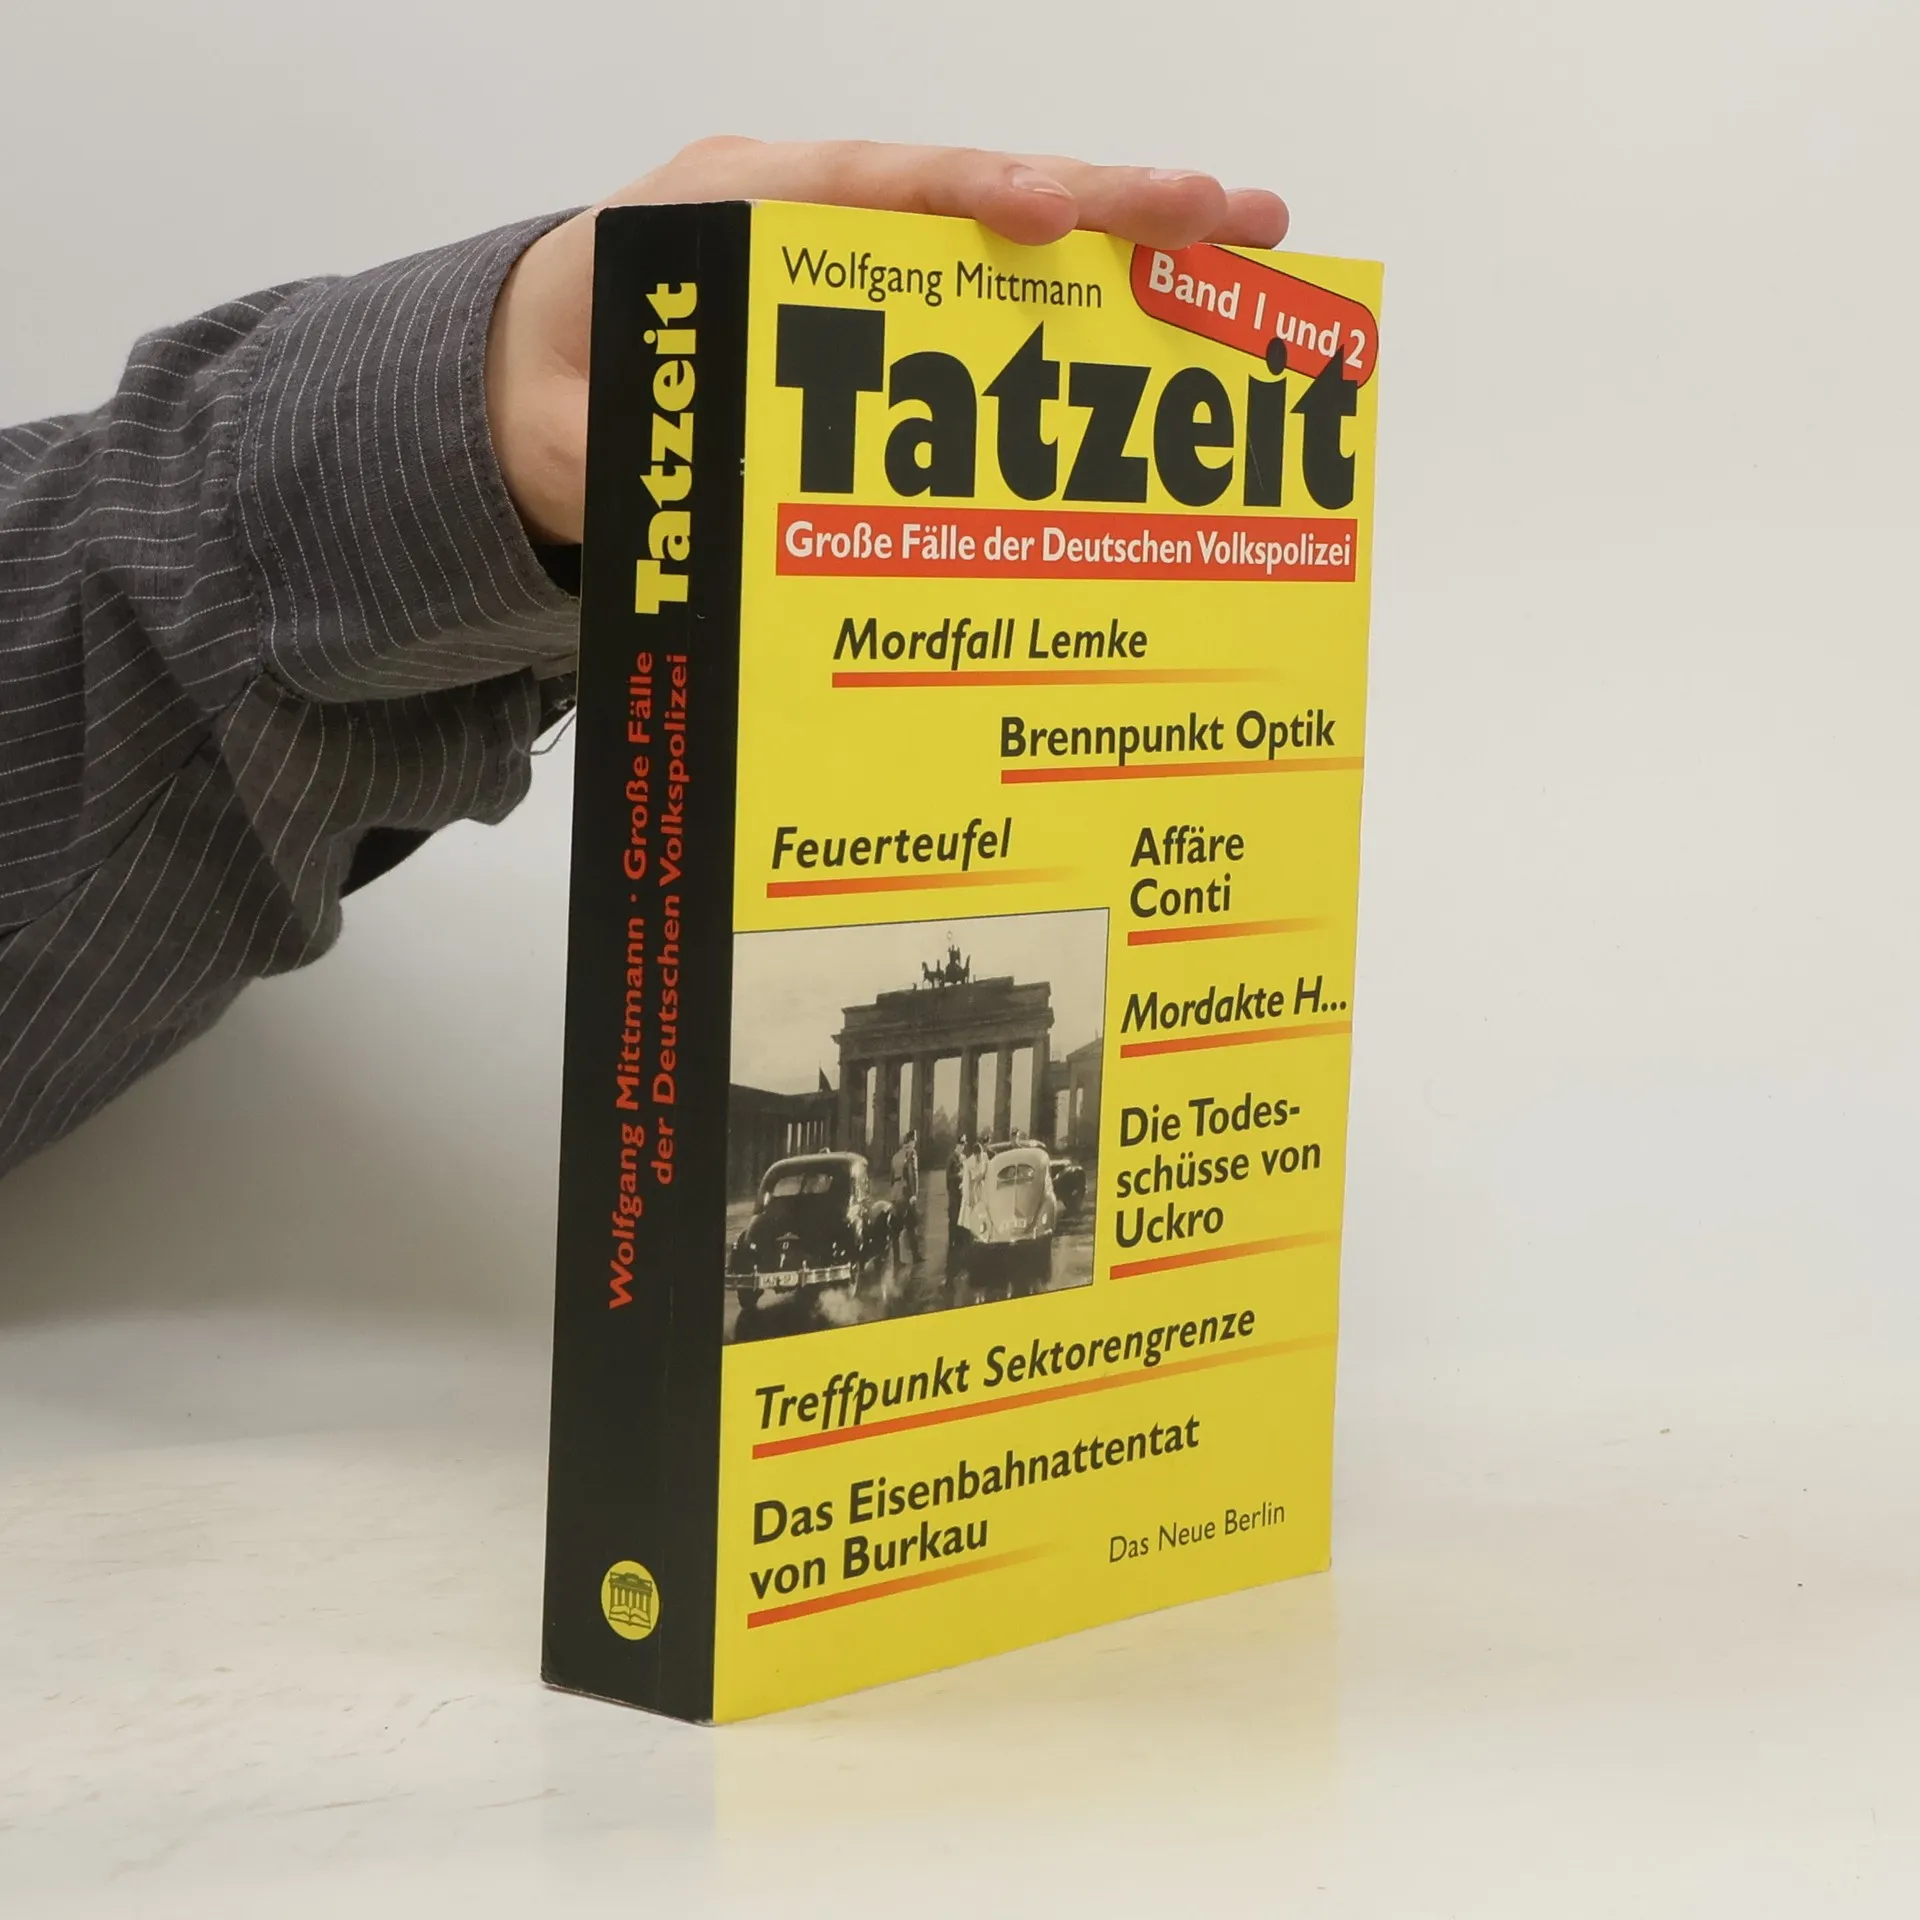 Wolfgang Mittmann
Band 1 und 2
Tatzeit
Große Fälle der Deutschen Volkspolizei
Mordfall Lemke
Brennpunkt Optik
Feuerteufel
Affäre
Conti
Mordakte H...
Die Todes-
schüsse von
Uckro
Treffpunkt Sektorengrenze
Das Eisenbahnattentat
von Burkau
Das Neue Berlin
Wolfgang Mittmann · Große Fälle
der Deutschen Volkspolizei
Tatzeit